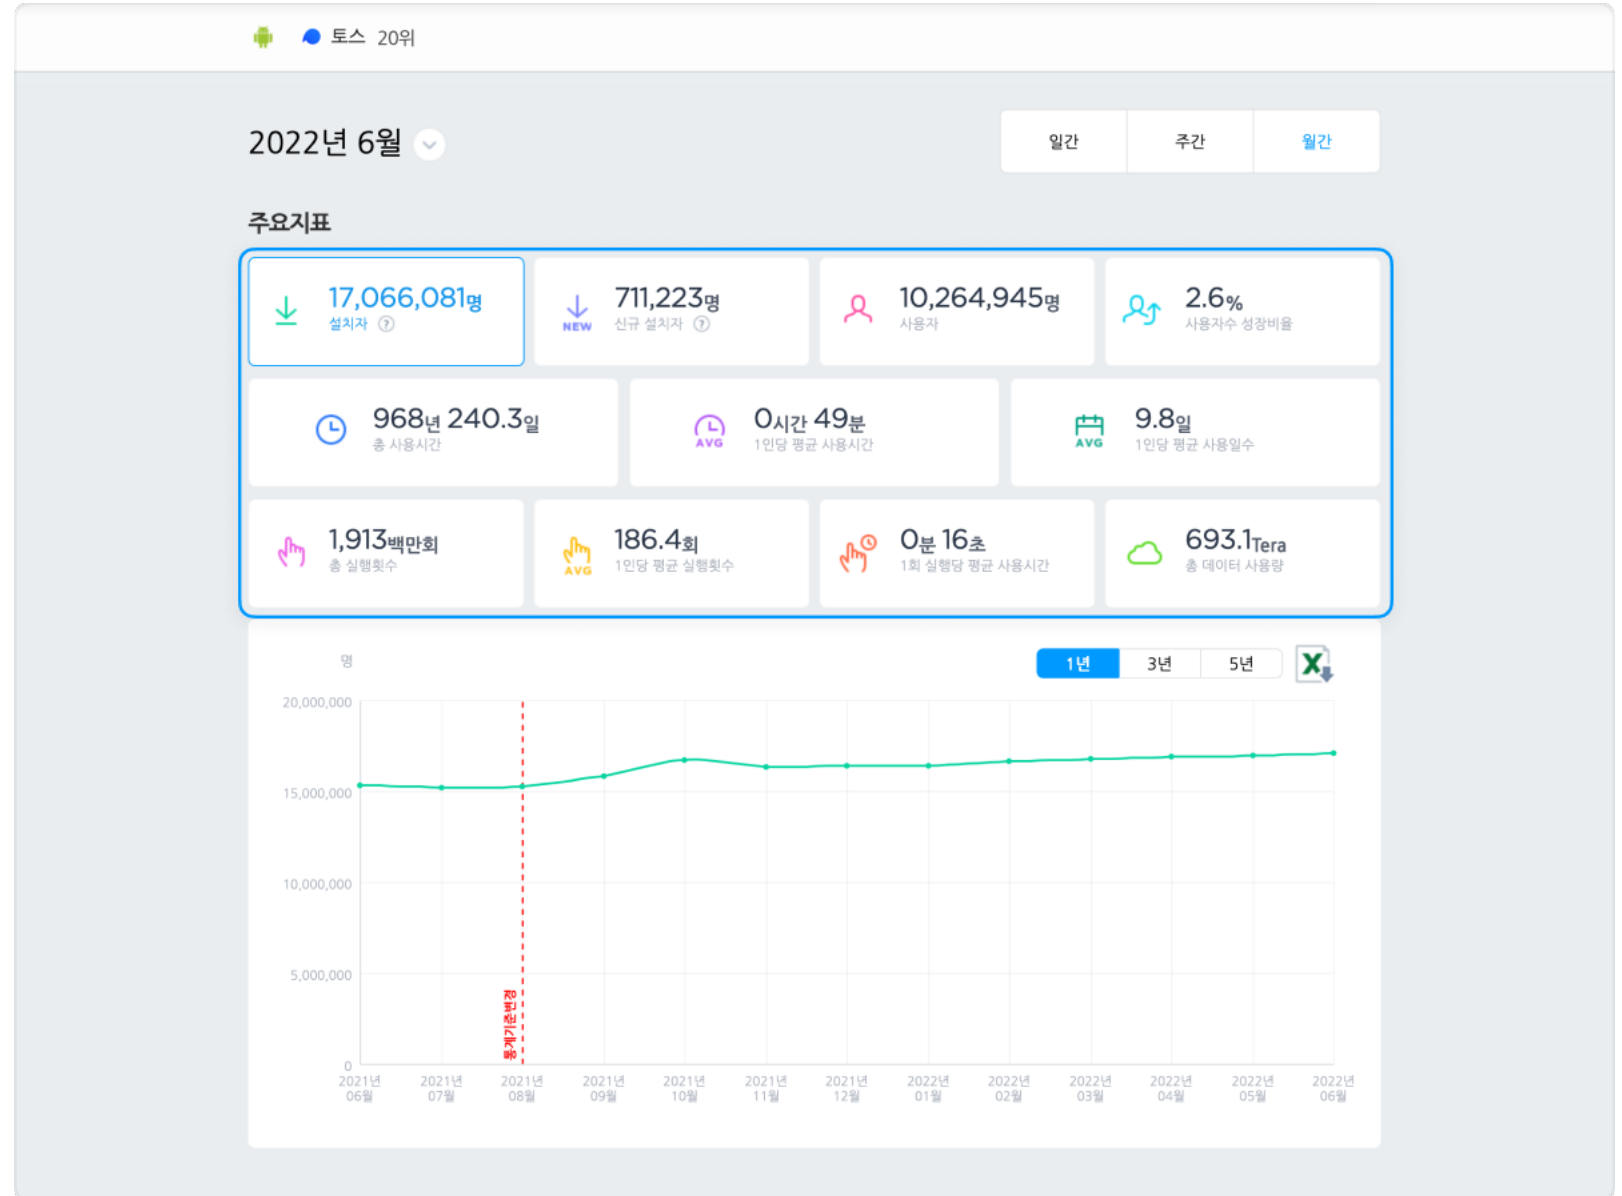 토스 20위
2022년 6월
일간 주간 월간
주요지표
17,066,081명
설치자 ?
NEW
711,223명
신규 설치자 ?
10,264,945명
사용자
2.6%
사용자수 성장비율
968년 240.3일
총 사용시간
AVG
0시간 49분
1인당 평균 사용시간
AVG
9.8일
1인당 평균 사용일수
1,913백만회
총 실행횟수
AVG
186.4회
1인당 평균 실행횟수
0분 16초
1회 실행당 평균 사용시간
693.1Tera
총 데이터 사용량
명
1년 3년 5년
X
20,000,000
15,000,000
10,000,000
5,000,000
0
통계기준변경
2021년 06월
2021년 07월
2021년 08월
2021년 09월
2021년 10월
2021년 11월
2021년 12월
2022년 01월
2022년 02월
2022년 03월
2022년 04월
2022년 05월
2022년 06월